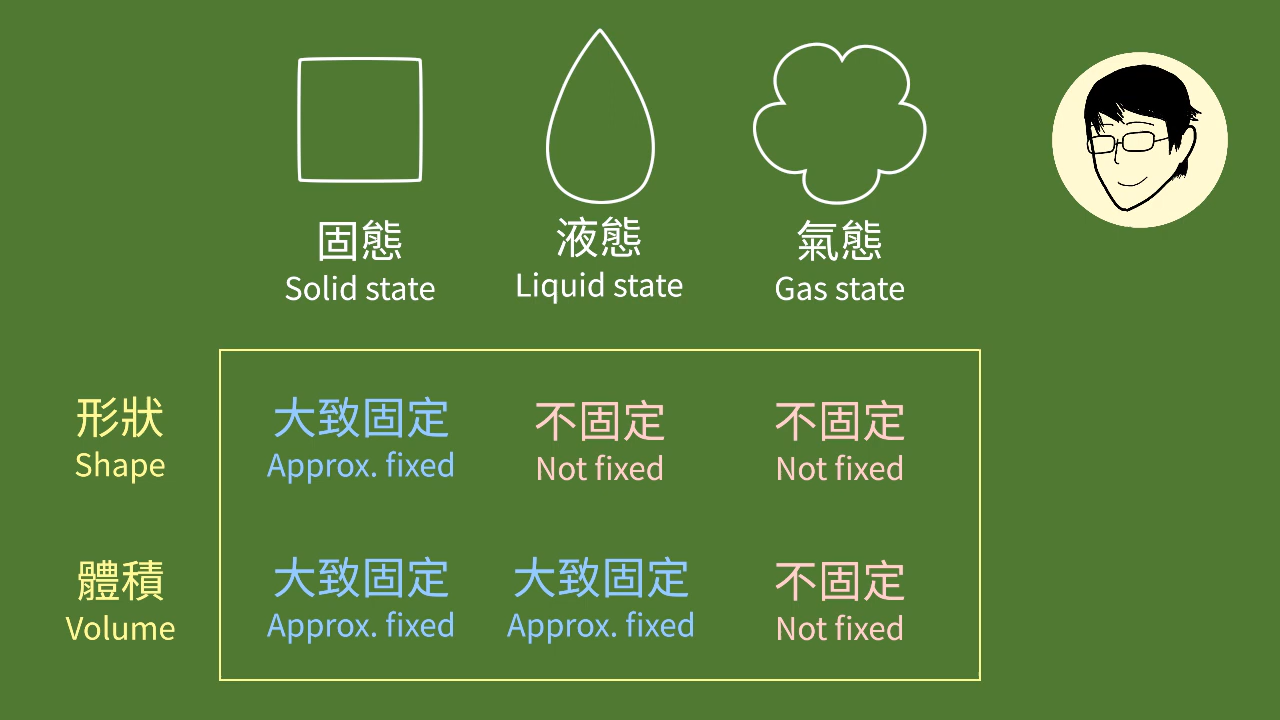 固態
Solid state
液態
Liquid state
氣態
Gas state
形狀
Shape
大致固定
Approx. fixed
不固定
Not fixed
不固定
Not fixed
體積
Volume
大致固定
Approx. fixed
大致固定
Approx. fixed
不固定
Not fixed